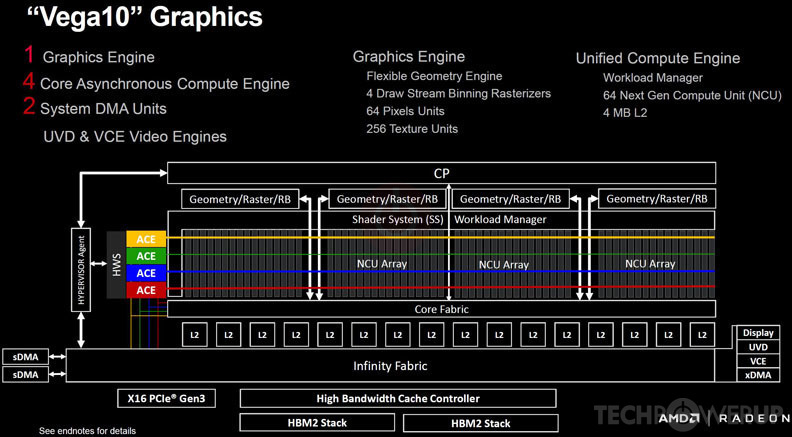 “Vega10” Graphics
1 Graphics Engine
4 Core Asynchronous Compute Engine
2 System DMA Units
UVD & VCE Video Engines
Graphics Engine
Flexible Geometry Engine
4 Draw Stream Binning Rasterizers
64 Pixels Units
256 Texture Units
Unified Compute Engine
Workload Manager
64 Next Gen Compute Unit (NCU)
4 MB L2
CP
Geometry/Raster/RB Geometry/Raster/RB Geometry/Raster/RB Geometry/Raster/RB
Shader System (SS) Workload Manager
HYPERVISOR Agent
HWS
ACE
ACE
ACE
ACE
NCU Array NCU Array NCU Array
Core Fabric
L2 L2 L2 L2 L2 L2 L2 L2 L2 L2 L2 L2 L2 L2 L2 L2
Display
UVD
VCE
xDMA
sDMA
sDMA
Infinity Fabric
X16 PCIe® Gen3
High Bandwidth Cache Controller
HBM2 Stack HBM2 Stack
See endnotes for details
TECHPOWERUP
AMD RADEON